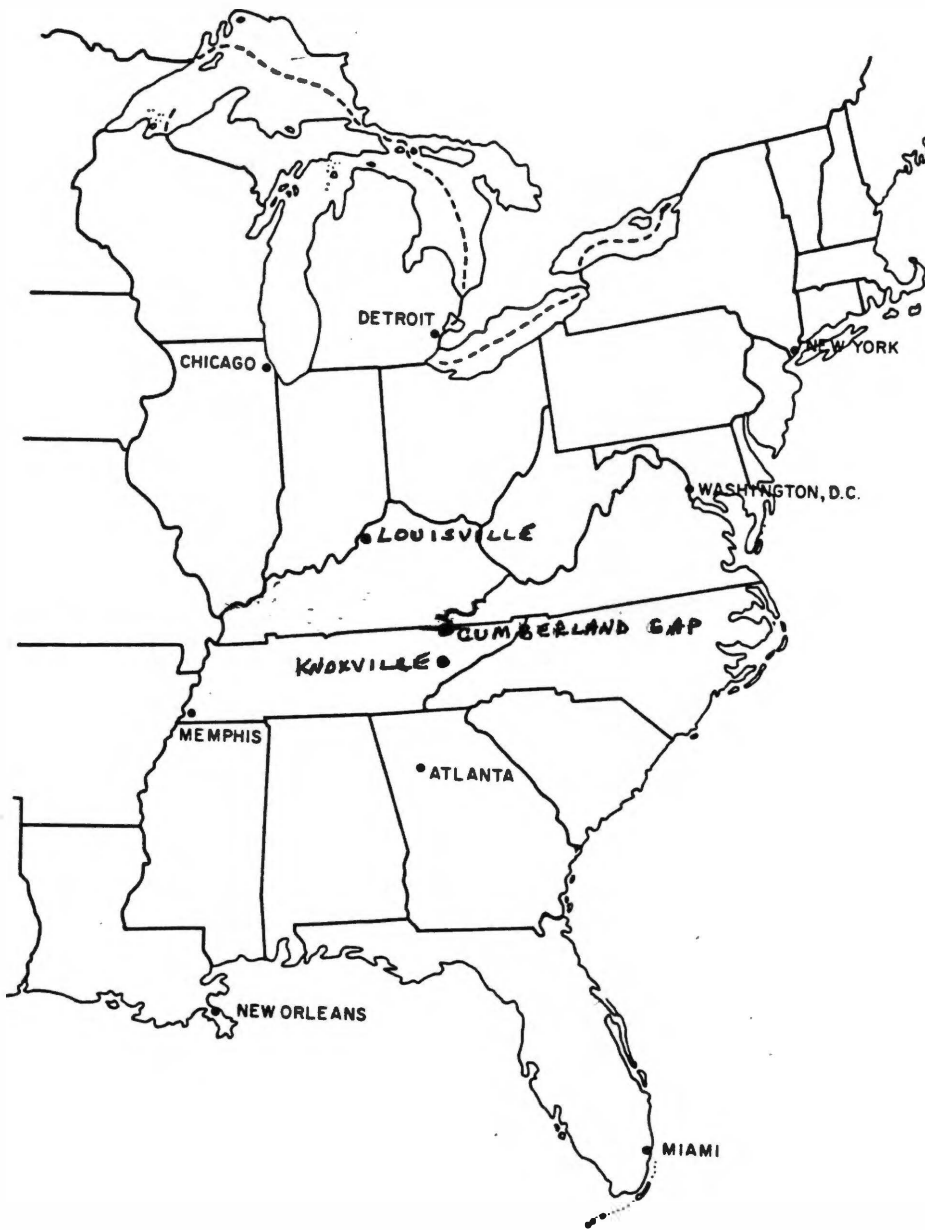 DETROIT
NEW YORK
CHICAGO
WASHINGTON, D.C.
LOUISVILLE
CUMBERLAND GAP
KNOXVILLE
MEMPHIS
ATLANTA
NEW ORLEANS
MIAMI